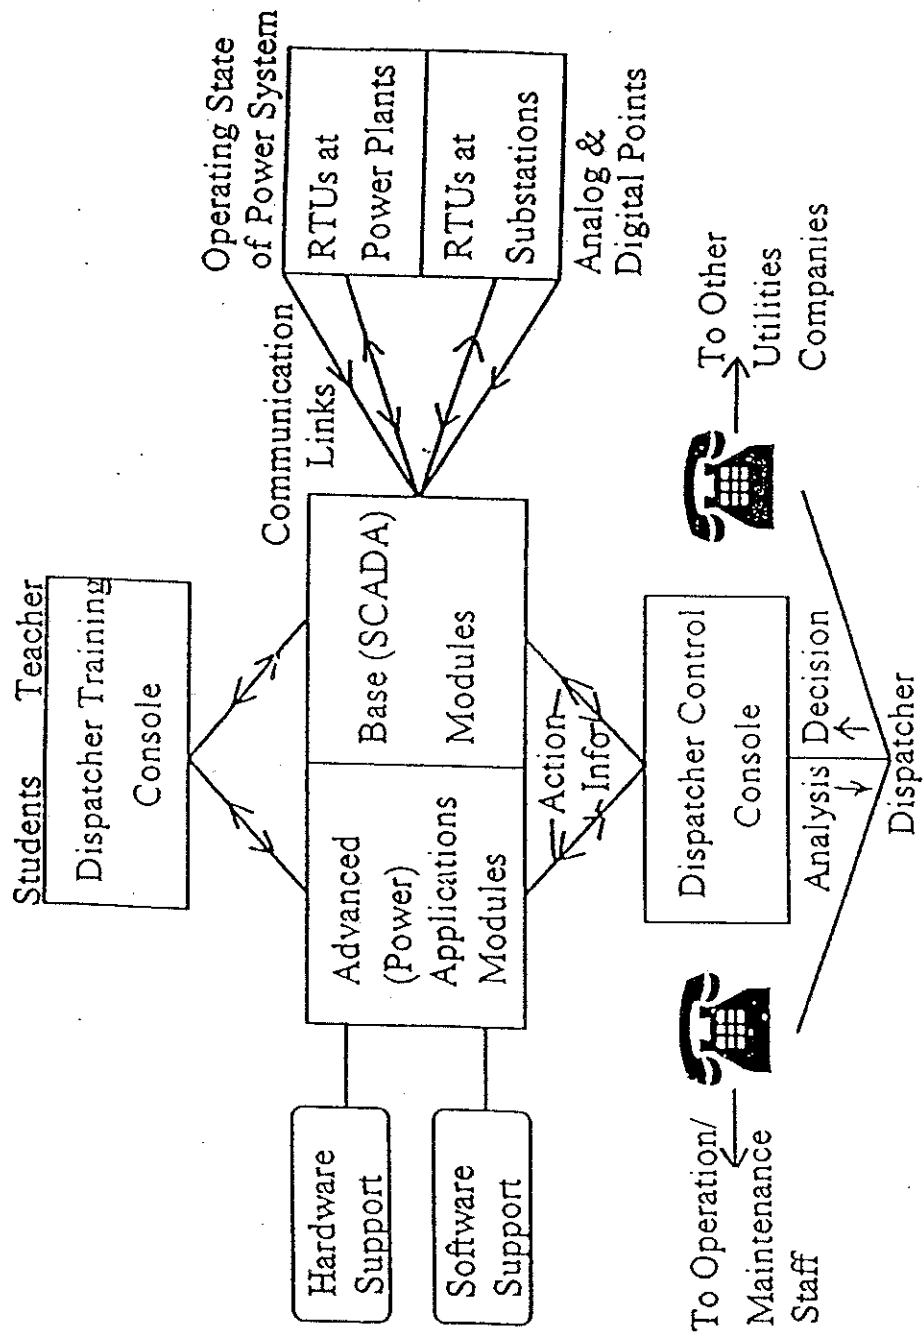 Students Teacher
Dispatcher Training
Console
Operating State
of Power System
RTUs at
Power Plants
RTUs at
Substations
Analog &
Digital Points
Communication
Links
Hardware
Support
Software
Support
Advanced
(Power)
Applications
Modules
Base (SCADA)
Modules
Action
Info
Dispatcher Control
Console
Analysis Decision
Dispatcher
To Operation/
Maintenance
Staff
To Other
Utilities
Companies